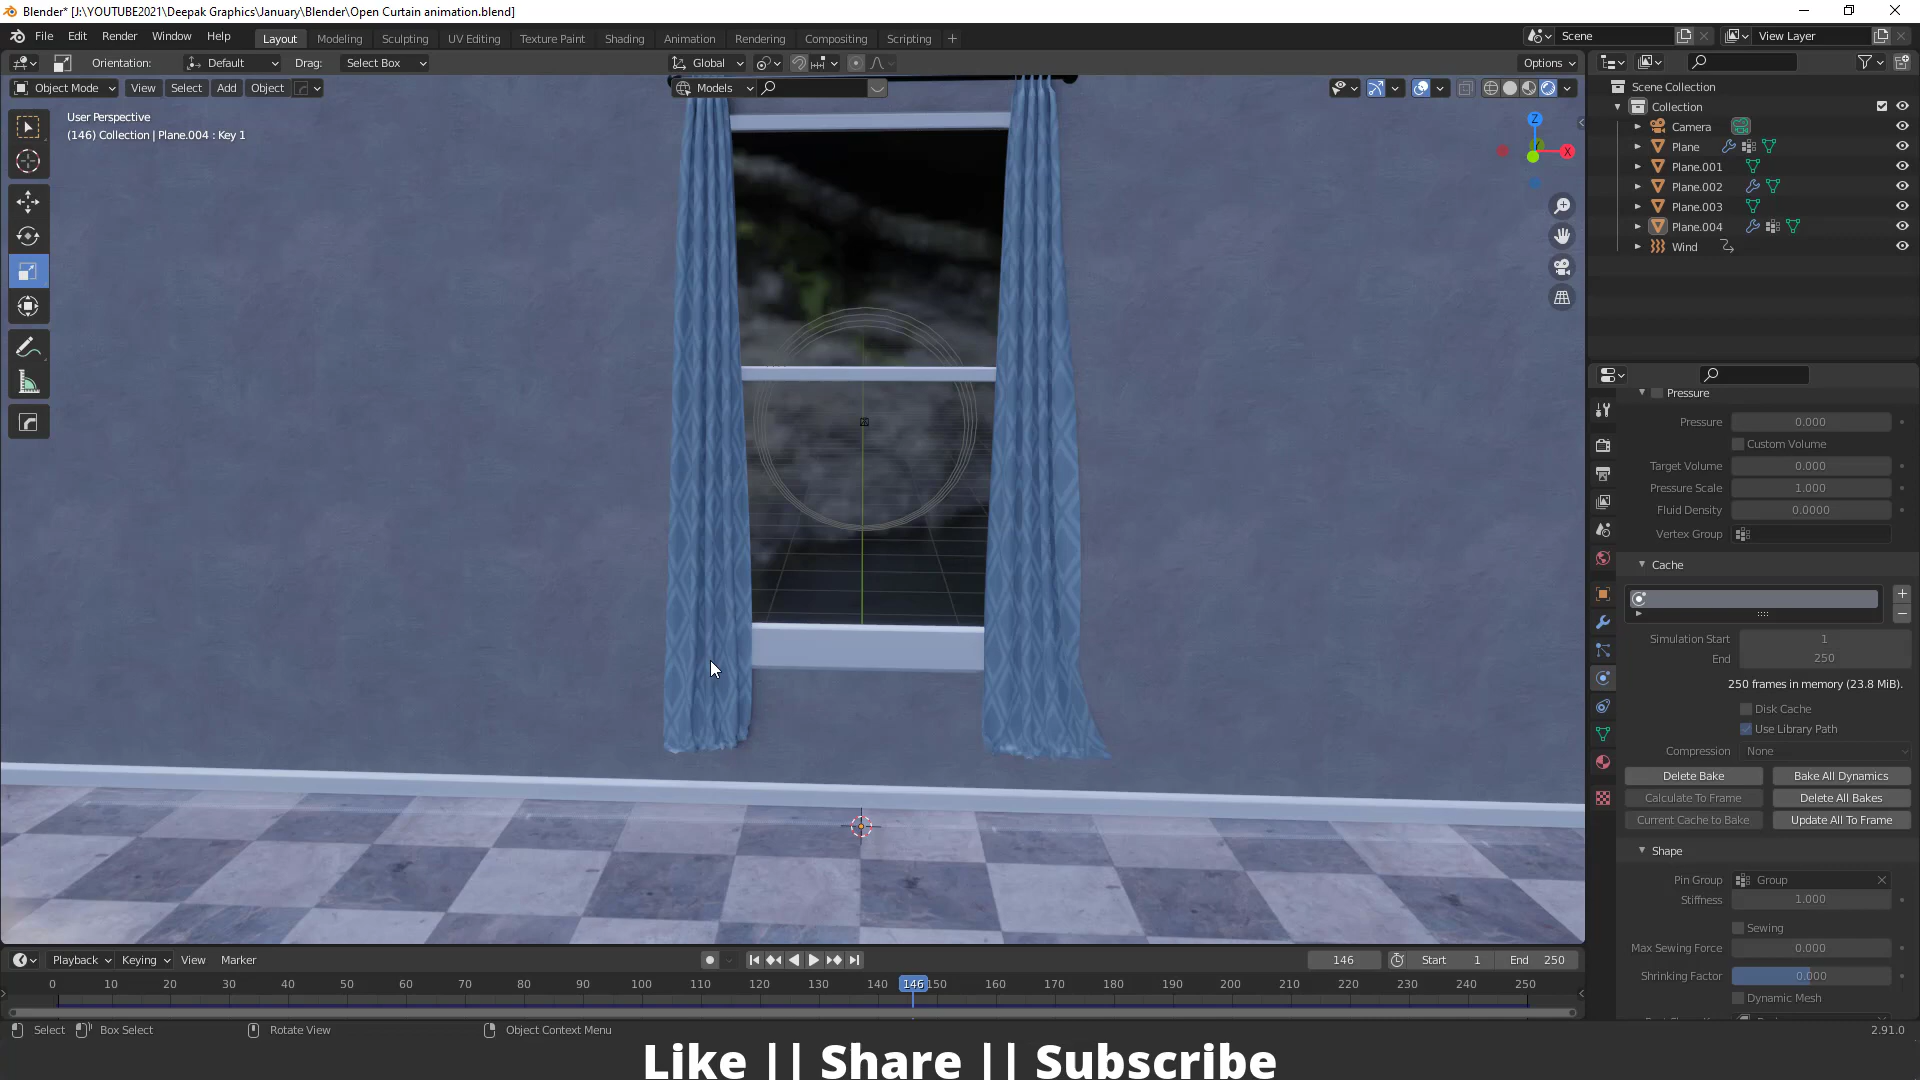 Blender* [J:\YOUTUBE2021\Deepak Graphics\January\Blender\Open Curtain animation.blend]
File Edit Render Window Help Layout Modeling Sculpting UV Editing Texture Paint Shading Animation Rendering Compositing Scripting + Scene View Layer
Orientation: Default Drag: Select Box Global Options
Object Mode View Select Add Object Models
User Perspective
(146) Collection | Plane.004 : Key 1
Z
X
Scene Collection
Collection
Camera
Plane
Plane.001
Plane.002
Plane.003
Plane.004
Wind
Pressure
Pressure 0.000
Custom Volume
Target Volume 0.000
Pressure Scale 1.000
Fluid Density 0.0000
Vertex Group
Cache
Simulation Start 1
End 250
250 frames in memory (23.8 MiB).
Disk Cache
Use Library Path
Compression None
Delete Bake Bake All Dynamics
Calculate To Frame Delete All Bakes
Current Cache to Bake Update All To Frame
Shape
Pin Group Group
Stiffness 1.000
Sewing
Max Sewing Force 0.000
Shrinking Factor 0.000
Dynamic Mesh
Playback Keying View Marker 146 Start 1 End 250
0 10 20 30 40 50 60 70 80 90 100 110 120 130 140 146 150 160 170 180 190 200 210 220 230 240 250
Select Box Select Rotate View Object Context Menu 2.91.0
Like || Share || Subscribe